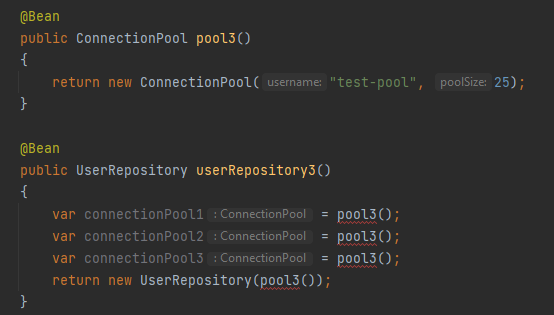 @Bean
public ConnectionPool pool3()
{
return new ConnectionPool( username: "test-pool", poolSize: 25);
}
@Bean
public UserRepository userRepository3()
{
var connectionPool1 : ConnectionPool = pool3();
var connectionPool2 : ConnectionPool = pool3();
var connectionPool3 : ConnectionPool = pool3();
return new UserRepository(pool3());
}